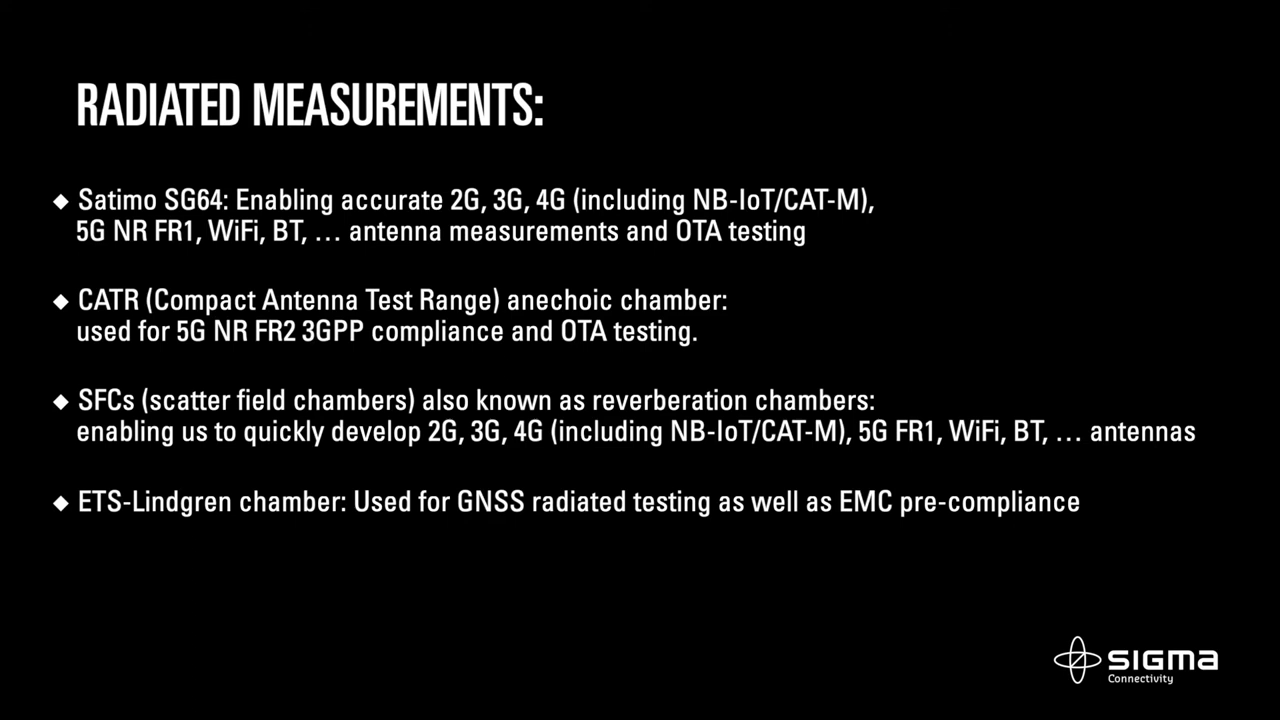 RADIATED MEASUREMENTS:
◆ Satimo SG64: Enabling accurate 2G, 3G, 4G (including NB-IoT/CAT-M),
5G NR FR1, WiFi, BT, … antenna measurements and OTA testing
◆ CATR (Compact Antenna Test Range) anechoic chamber:
used for 5G NR FR2 3GPP compliance and OTA testing.
◆ SFCs (scatter field chambers) also known as reverberation chambers:
enabling us to quickly develop 2G, 3G, 4G (including NB-IoT/CAT-M), 5G FR1, WiFi, BT, … antennas
◆ ETS-Lindgren chamber: Used for GNSS radiated testing as well as EMC pre-compliance
SIGMA
Connectivity